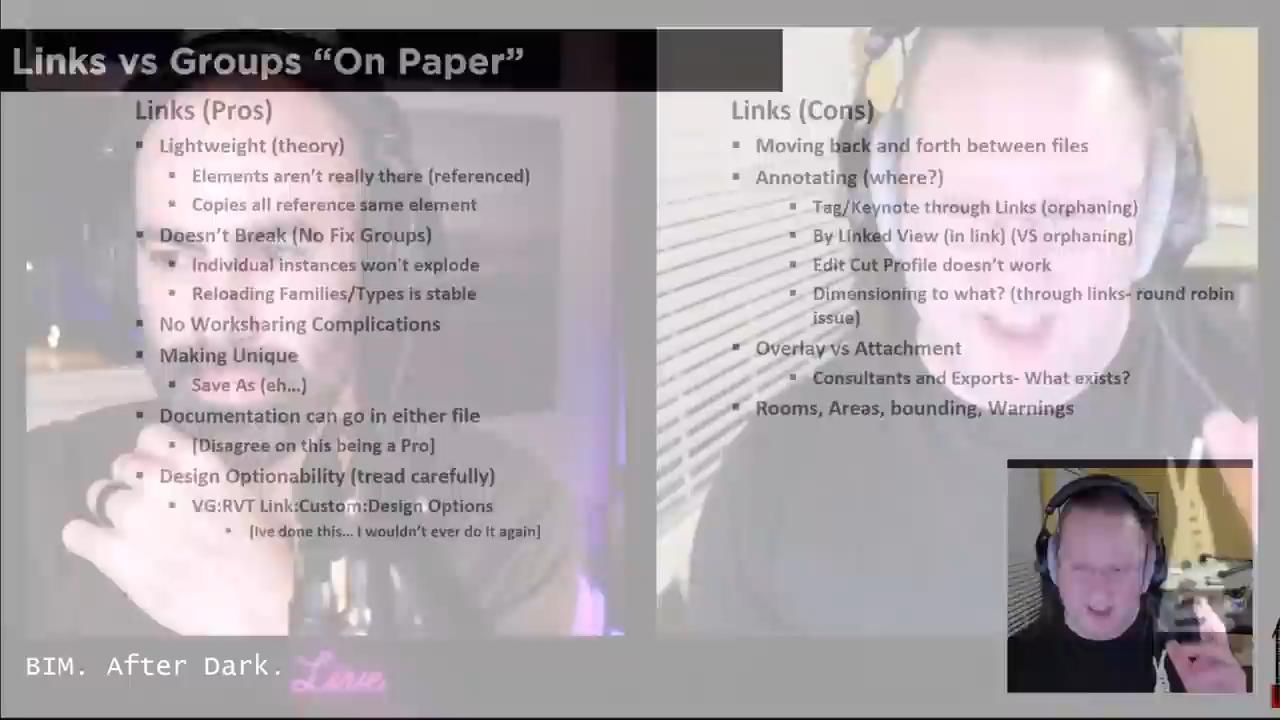 Links vs Groups “On Paper”
Links (Pros)
Lightweight (theory)
Elements aren’t really there (referenced)
Copies all reference same element
Doesn’t Break (No Fix Groups)
Individual instances won’t explode
Reloading Families/Types is stable
No Worksharing Complications
Making Unique
Save As (eh…)
Documentation can go in either file
[Disagree on this being a Pro]
Design Optionability (tread carefully)
VG:RVT Link:Custom:Design Options
[Ive done this… I wouldn’t ever do it again]
Links (Cons)
Moving back and forth between files
Annotating (where?)
Tag/Keynote through Links (orphaning)
By Linked View (in link) (VS orphaning)
Edit Cut Profile doesn’t work
Dimensioning to what? (through links- round robin
issue)
Overlay vs Attachment
Consultants and Exports- What exists?
Rooms, Areas, bounding, Warnings
BIM. After Dark. Live